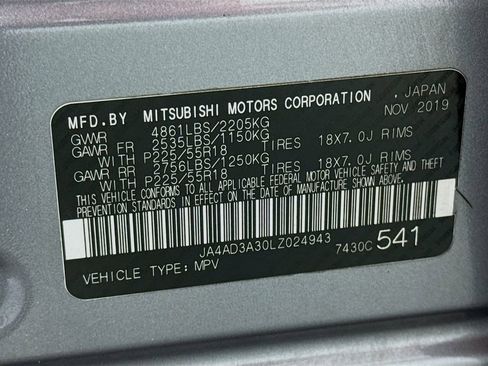 MFD.BY MITSUBISHI MOTORS CORPORATION, JAPAN
GVWR 4861LBS/2205KG NOV 2019
GAWR FR 2535LBS/1150KG
WITH P225/55R18 TIRES 18X7.0J RIMS
GAWR RR 2756LBS/1250KG
WITH P225/55R18 TIRES 18X7.0J RIMS
THIS VEHICLE CONFORMS TO ALL APPLICABLE FEDERAL MOTOR VEHICLE SAFETY AND
THEFT PREVENTION STANDARDS IN EFFECT ON THE DATE OF MANUFACTURE SHOWN ABOVE.
JA4AD3A30LZ024943 7430C 541
VEHICLE TYPE: MPV